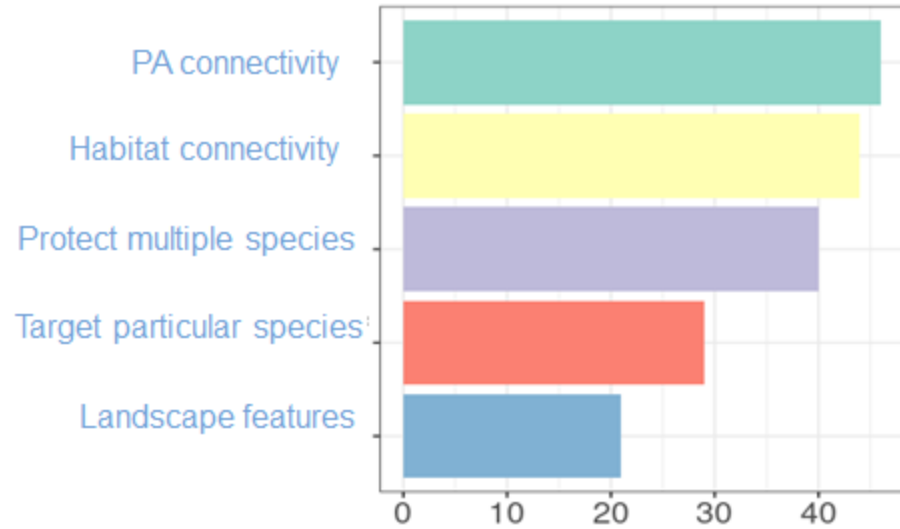 PA connectivity
Habitat connectivity
Protect multiple species
Target particular species
Landscape features
0 10 20 30 40